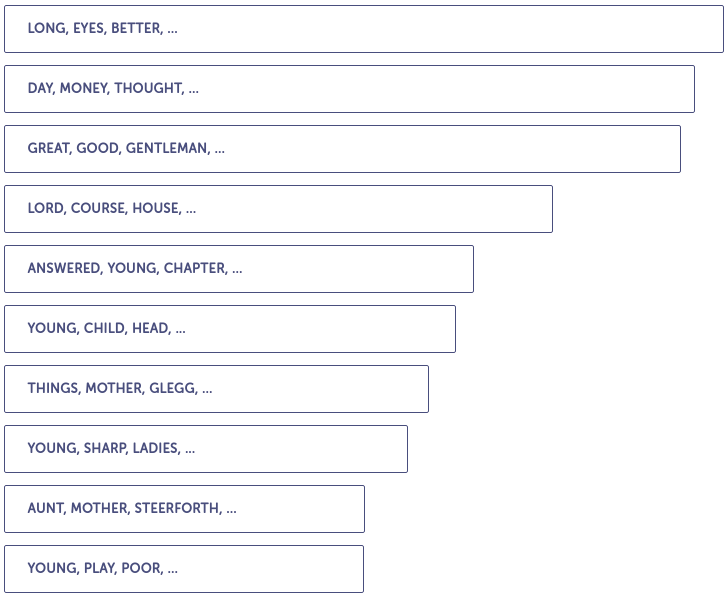 LONG, EYES, BETTER, ...
DAY, MONEY, THOUGHT, ...
GREAT, GOOD, GENTLEMAN, ...
LORD, COURSE, HOUSE, ...
ANSWERED, YOUNG, CHAPTER, ...
YOUNG, CHILD, HEAD, ...
THINGS, MOTHER, GLEGG, ...
YOUNG, SHARP, LADIES, ...
AUNT, MOTHER, STEERFORTH, ...
YOUNG, PLAY, POOR, ...